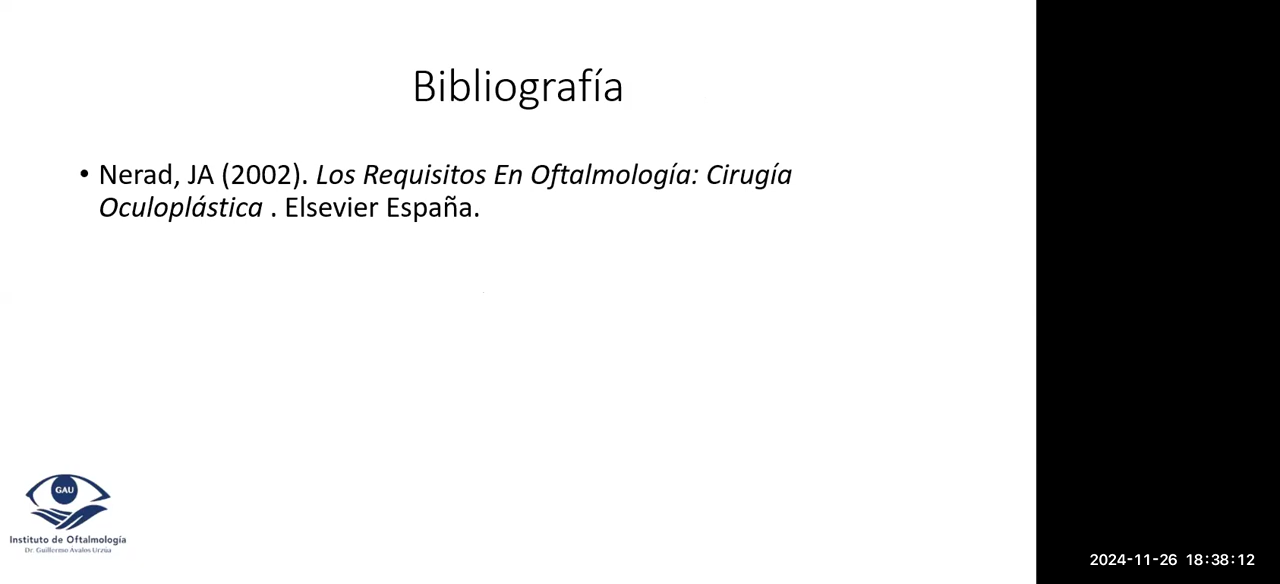 Bibliografía
• Nerad, JA (2002). Los Requisitos En Oftalmología: Cirugía
Oculoplástica . Elsevier España.
GAU
Instituto de Oftalmología
Dr. Guillermo Avalos Urzúa
2024-11-26 18:38:12